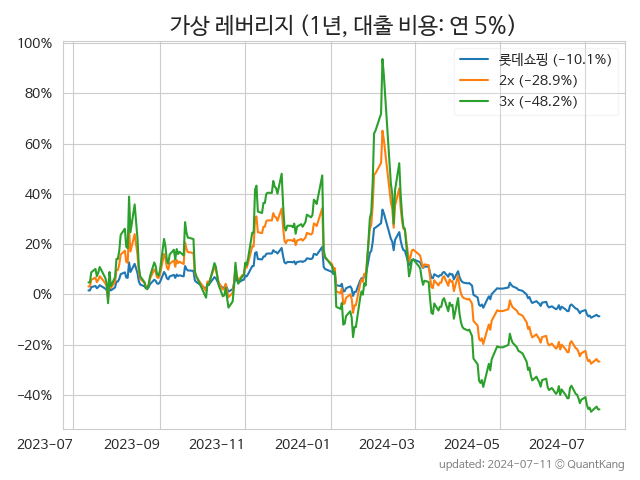 가상 레버리지 (1년, 대출 비용: 연 5%)
100%
80%
60%
40%
20%
0%
−20%
−40%
롯데쇼핑 (−10.1%)
2x (−28.9%)
3x (−48.2%)
2023-07 2023-09 2023-11 2024-01 2024-03 2024-05 2024-07
updated: 2024-07-11 © QuantKang